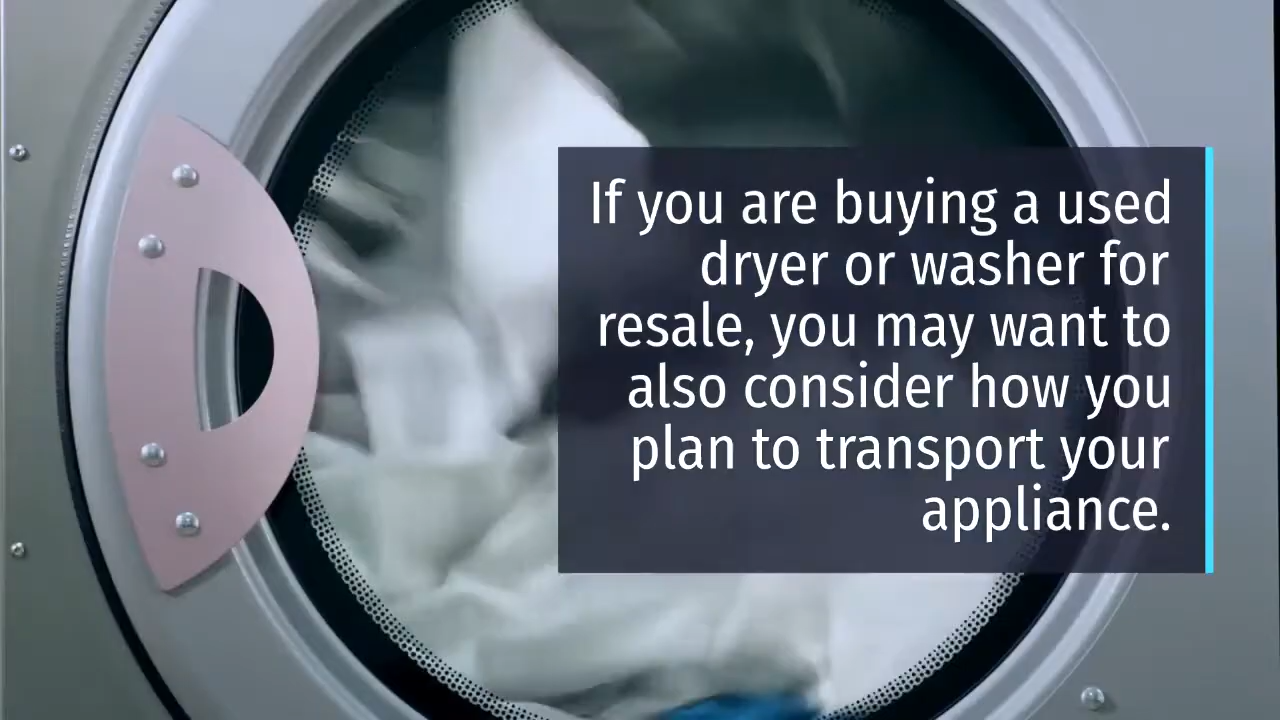 If you are buying a used
dryer or washer for
resale, you may want to
also consider how you
plan to transport your
appliance.